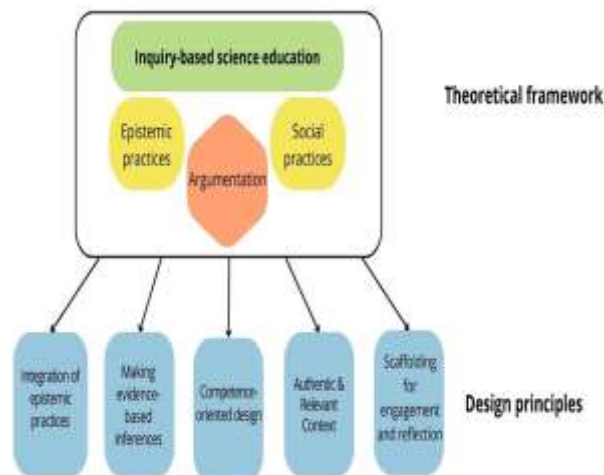 Inquiry-based science education
Theoretical framework
Epistemic
practices
Social
practices
Argumentation
Integration of
epistemic
practices
Making
evidence-
based
inferences
Competence-
oriented design
Authentic &
Relevant
Context
Scaffolding
for
engagement
and reflection
Design principles